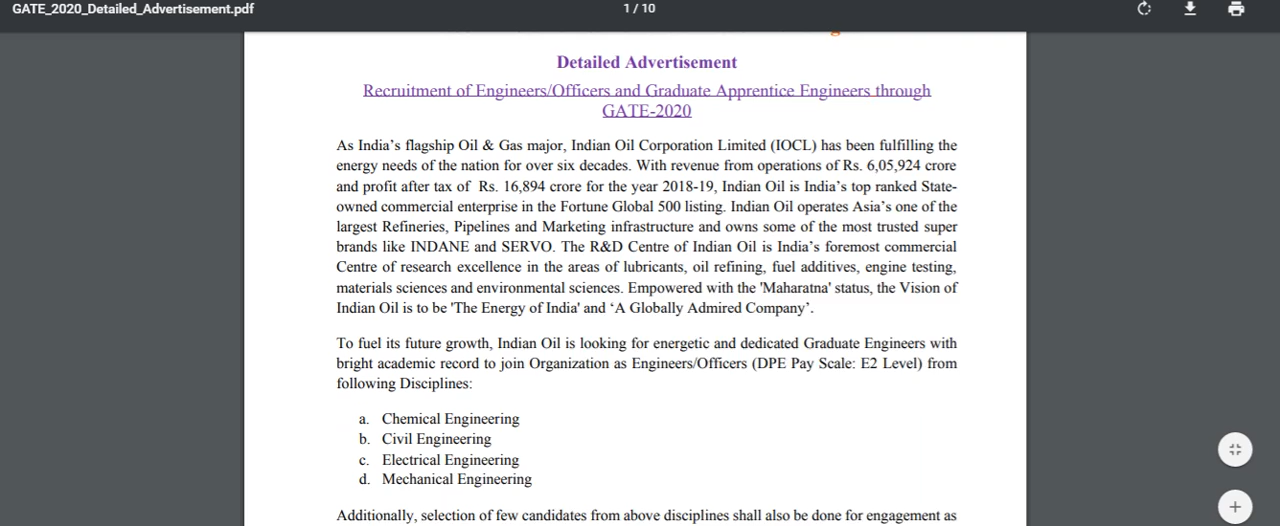 GATE_2020_Detailed_Advertisement.pdf
1 / 10
Detailed Advertisement
Recruitment of Engineers/Officers and Graduate Apprentice Engineers through
GATE-2020
As India’s flagship Oil & Gas major, Indian Oil Corporation Limited (IOCL) has been fulfilling the
energy needs of the nation for over six decades. With revenue from operations of Rs. 6,05,924 crore
and profit after tax of Rs. 16,894 crore for the year 2018-19, Indian Oil is India’s top ranked State-
owned commercial enterprise in the Fortune Global 500 listing. Indian Oil operates Asia’s one of the
largest Refineries, Pipelines and Marketing infrastructure and owns some of the most trusted super
brands like INDANE and SERVO. The R&D Centre of Indian Oil is India’s foremost commercial
Centre of research excellence in the areas of lubricants, oil refining, fuel additives, engine testing,
materials sciences and environmental sciences. Empowered with the 'Maharatna' status, the Vision of
Indian Oil is to be 'The Energy of India' and ‘A Globally Admired Company’.
To fuel its future growth, Indian Oil is looking for energetic and dedicated Graduate Engineers with
bright academic record to join Organization as Engineers/Officers (DPE Pay Scale: E2 Level) from
following Disciplines:
a. Chemical Engineering
b. Civil Engineering
c. Electrical Engineering
d. Mechanical Engineering
Additionally, selection of few candidates from above disciplines shall also be done for engagement as